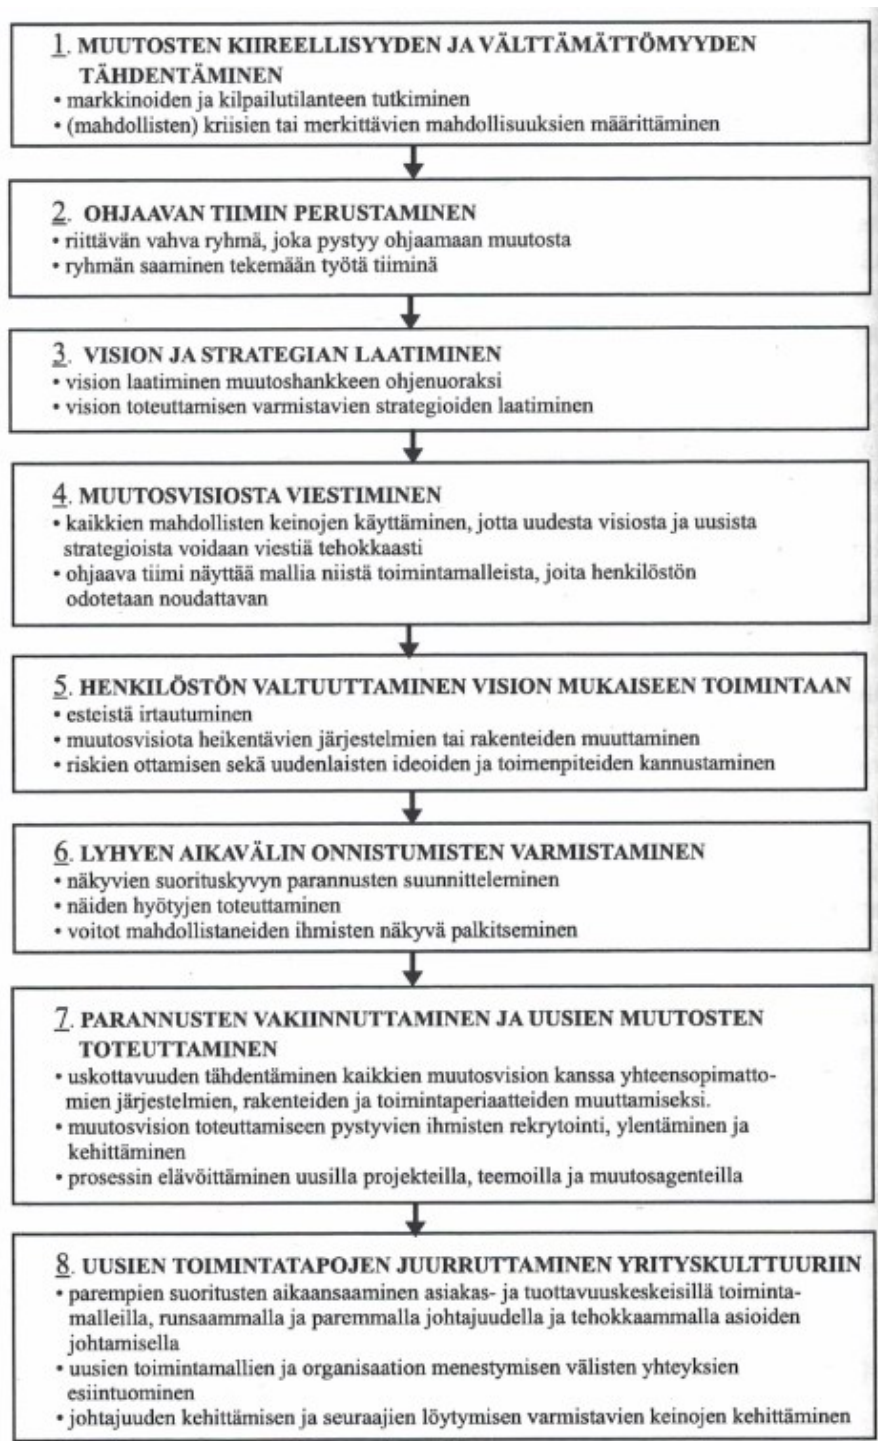 1. MUUTOSTEN KIIREELLISYYDEN JA VÄLTTÄMÄTTÖMYYDEN
TÄHDENTÄMINEN
• markkinoiden ja kilpailutilanteen tutkiminen
• (mahdollisten) kriisien tai merkittävien mahdollisuuksien määrittäminen
2. OHJAAVAN TIIMIN PERUSTAMINEN
• riittävän vahva ryhmä, joka pystyy ohjaamaan muutosta
• ryhmän saaminen tekemään työtä tiiminä
3. VISION JA STRATEGIAN LAATIMINEN
• vision laatiminen muutoshankkeen ohjenuoraksi
• vision toteuttamisen varmistavien strategioiden laatiminen
4. MUUTOSVISIOSTA VIESTIMINEN
• kaikkien mahdollisten keinojen käyttäminen, jotta uudesta visiosta ja uusista
strategioista voidaan viestiä tehokkaasti
• ohjaava tiimi näyttää mallia niistä toimintamalleista, joita henkilöstön
odotetaan noudattavan
5. HENKILÖSTÖN VALTUUTTAMINEN VISION MUKAISEEN TOIMINTAAN
• esteistä irtautuminen
• muutosvisiota heikentävien järjestelmien tai rakenteiden muuttaminen
• riskien ottamisen sekä uudenlaisten ideoiden ja toimenpiteiden kannustaminen
6. LYHYEN AIKAVÄLIN ONNISTUMISTEN VARMISTAMINEN
• näkyvien suorituskyvyn parannusten suunnitteleminen
• näiden hyötyjen toteuttaminen
• voitot mahdollistaneiden ihmisten näkyvä palkitseminen
7. PARANNUSTEN VAKIINNUTTAMINEN JA UUSIEN MUUTOSTEN
TOTEUTTAMINEN
• uskottavuuden tähdentäminen kaikkien muutosvision kanssa yhteensopimatto-
mien järjestelmien, rakenteiden ja toimintaperiaatteiden muuttamiseksi.
• muutosvision toteuttamiseen pystyvien ihmisten rekrytointi, ylentäminen ja
kehittäminen
• prosessin elävöittäminen uusilla projekteilla, teemoilla ja muutosagenteilla
8. UUSIEN TOIMINTATAPOJEN JUURRUTTAMINEN YRITYSKULTTUURIIN
• parempien suoritusten aikaansaaminen asiakas- ja tuottavuuskeskeisillä toiminta-
malleilla, runsaammalla ja paremmalla johtajuudella ja tehokkaammalla asioiden
johtamisella
• uusien toimintamallien ja organisaation menestymisen välisten yhteyksien
esiintuominen
• johtajuuden kehittämisen ja seuraajien löytymisen varmistavien keinojen kehittäminen